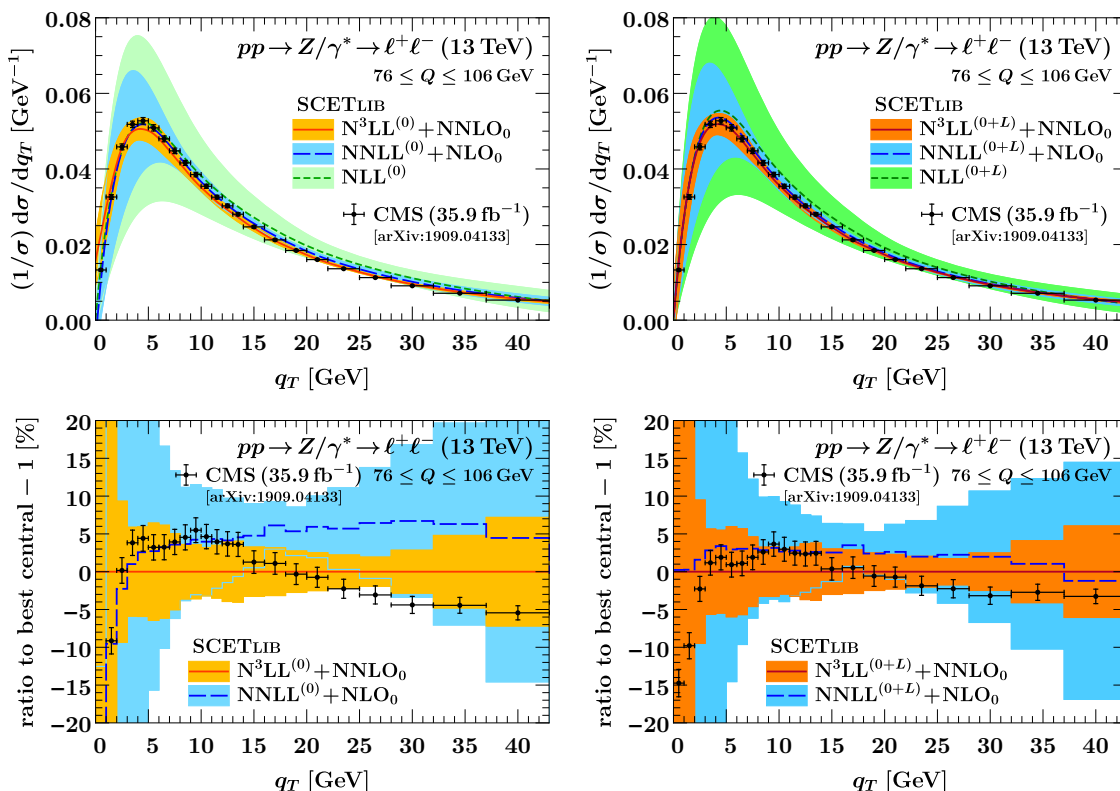 pp → Z/γ* → ℓ⁺ℓ⁻ (13 TeV)
76 ≤ Q ≤ 106 GeV
SCETLIB
N³LL⁽⁰⁾+NNLO₀
NNLL⁽⁰⁾+NLO₀
NLL⁽⁰⁾
CMS (35.9 fb⁻¹)
[arXiv:1909.04133]
(1/σ) dσ/dq_T [GeV⁻¹]
0.08
0.06
0.04
0.02
0.00
0 5 10 15 20 25 30 35 40
q_T [GeV]
pp → Z/γ* → ℓ⁺ℓ⁻ (13 TeV)
76 ≤ Q ≤ 106 GeV
SCETLIB
N³LL⁽⁰⁺ᴸ⁾+NNLO₀
NNLL⁽⁰⁺ᴸ⁾+NLO₀
NLL⁽⁰⁺ᴸ⁾
CMS (35.9 fb⁻¹)
[arXiv:1909.04133]
(1/σ) dσ/dq_T [GeV⁻¹]
0.08
0.06
0.04
0.02
0.00
0 5 10 15 20 25 30 35 40
q_T [GeV]
pp → Z/γ* → ℓ⁺ℓ⁻ (13 TeV)
CMS (35.9 fb⁻¹) 76 ≤ Q ≤ 106 GeV
[arXiv:1909.04133]
SCETLIB
N³LL⁽⁰⁾+NNLO₀
NNLL⁽⁰⁾+NLO₀
ratio to best central − 1 [%]
20
15
10
5
0
−5
−10
−15
−20
0 5 10 15 20 25 30 35 40
q_T [GeV]
pp → Z/γ* → ℓ⁺ℓ⁻ (13 TeV)
CMS (35.9 fb⁻¹) 76 ≤ Q ≤ 106 GeV
[arXiv:1909.04133]
SCETLIB
N³LL⁽⁰⁺ᴸ⁾+NNLO₀
NNLL⁽⁰⁺ᴸ⁾+NLO₀
ratio to best central − 1 [%]
20
15
10
5
0
−5
−10
−15
−20
0 5 10 15 20 25 30 35 40
q_T [GeV]